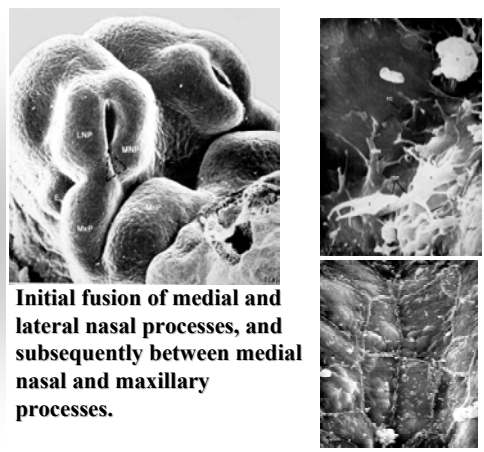 LNP
MNP
MxP
Initial fusion of medial and
lateral nasal processes, and
subsequently between medial
nasal and maxillary
processes.